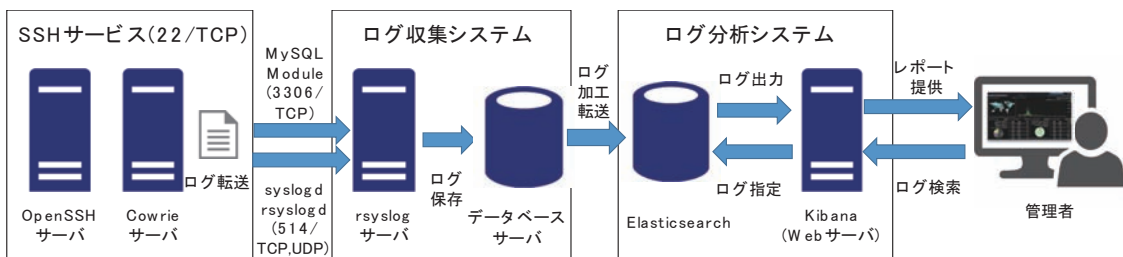 SSHサービス(22/TCP)
OpenSSH
サーバ
Cowrie
サーバ
ログ転送
MySQL
Module
(3306/
TCP)
syslogd
rsyslogd
(514/
TCP,UDP)
ログ収集システム
rsyslog
サーバ
ログ
保存
データベース
サーバ
ログ
加工
転送
ログ分析システム
Elasticsearch
ログ出力
ログ指定
Kibana
(Webサーバ)
レポート
提供
ログ検索
管理者